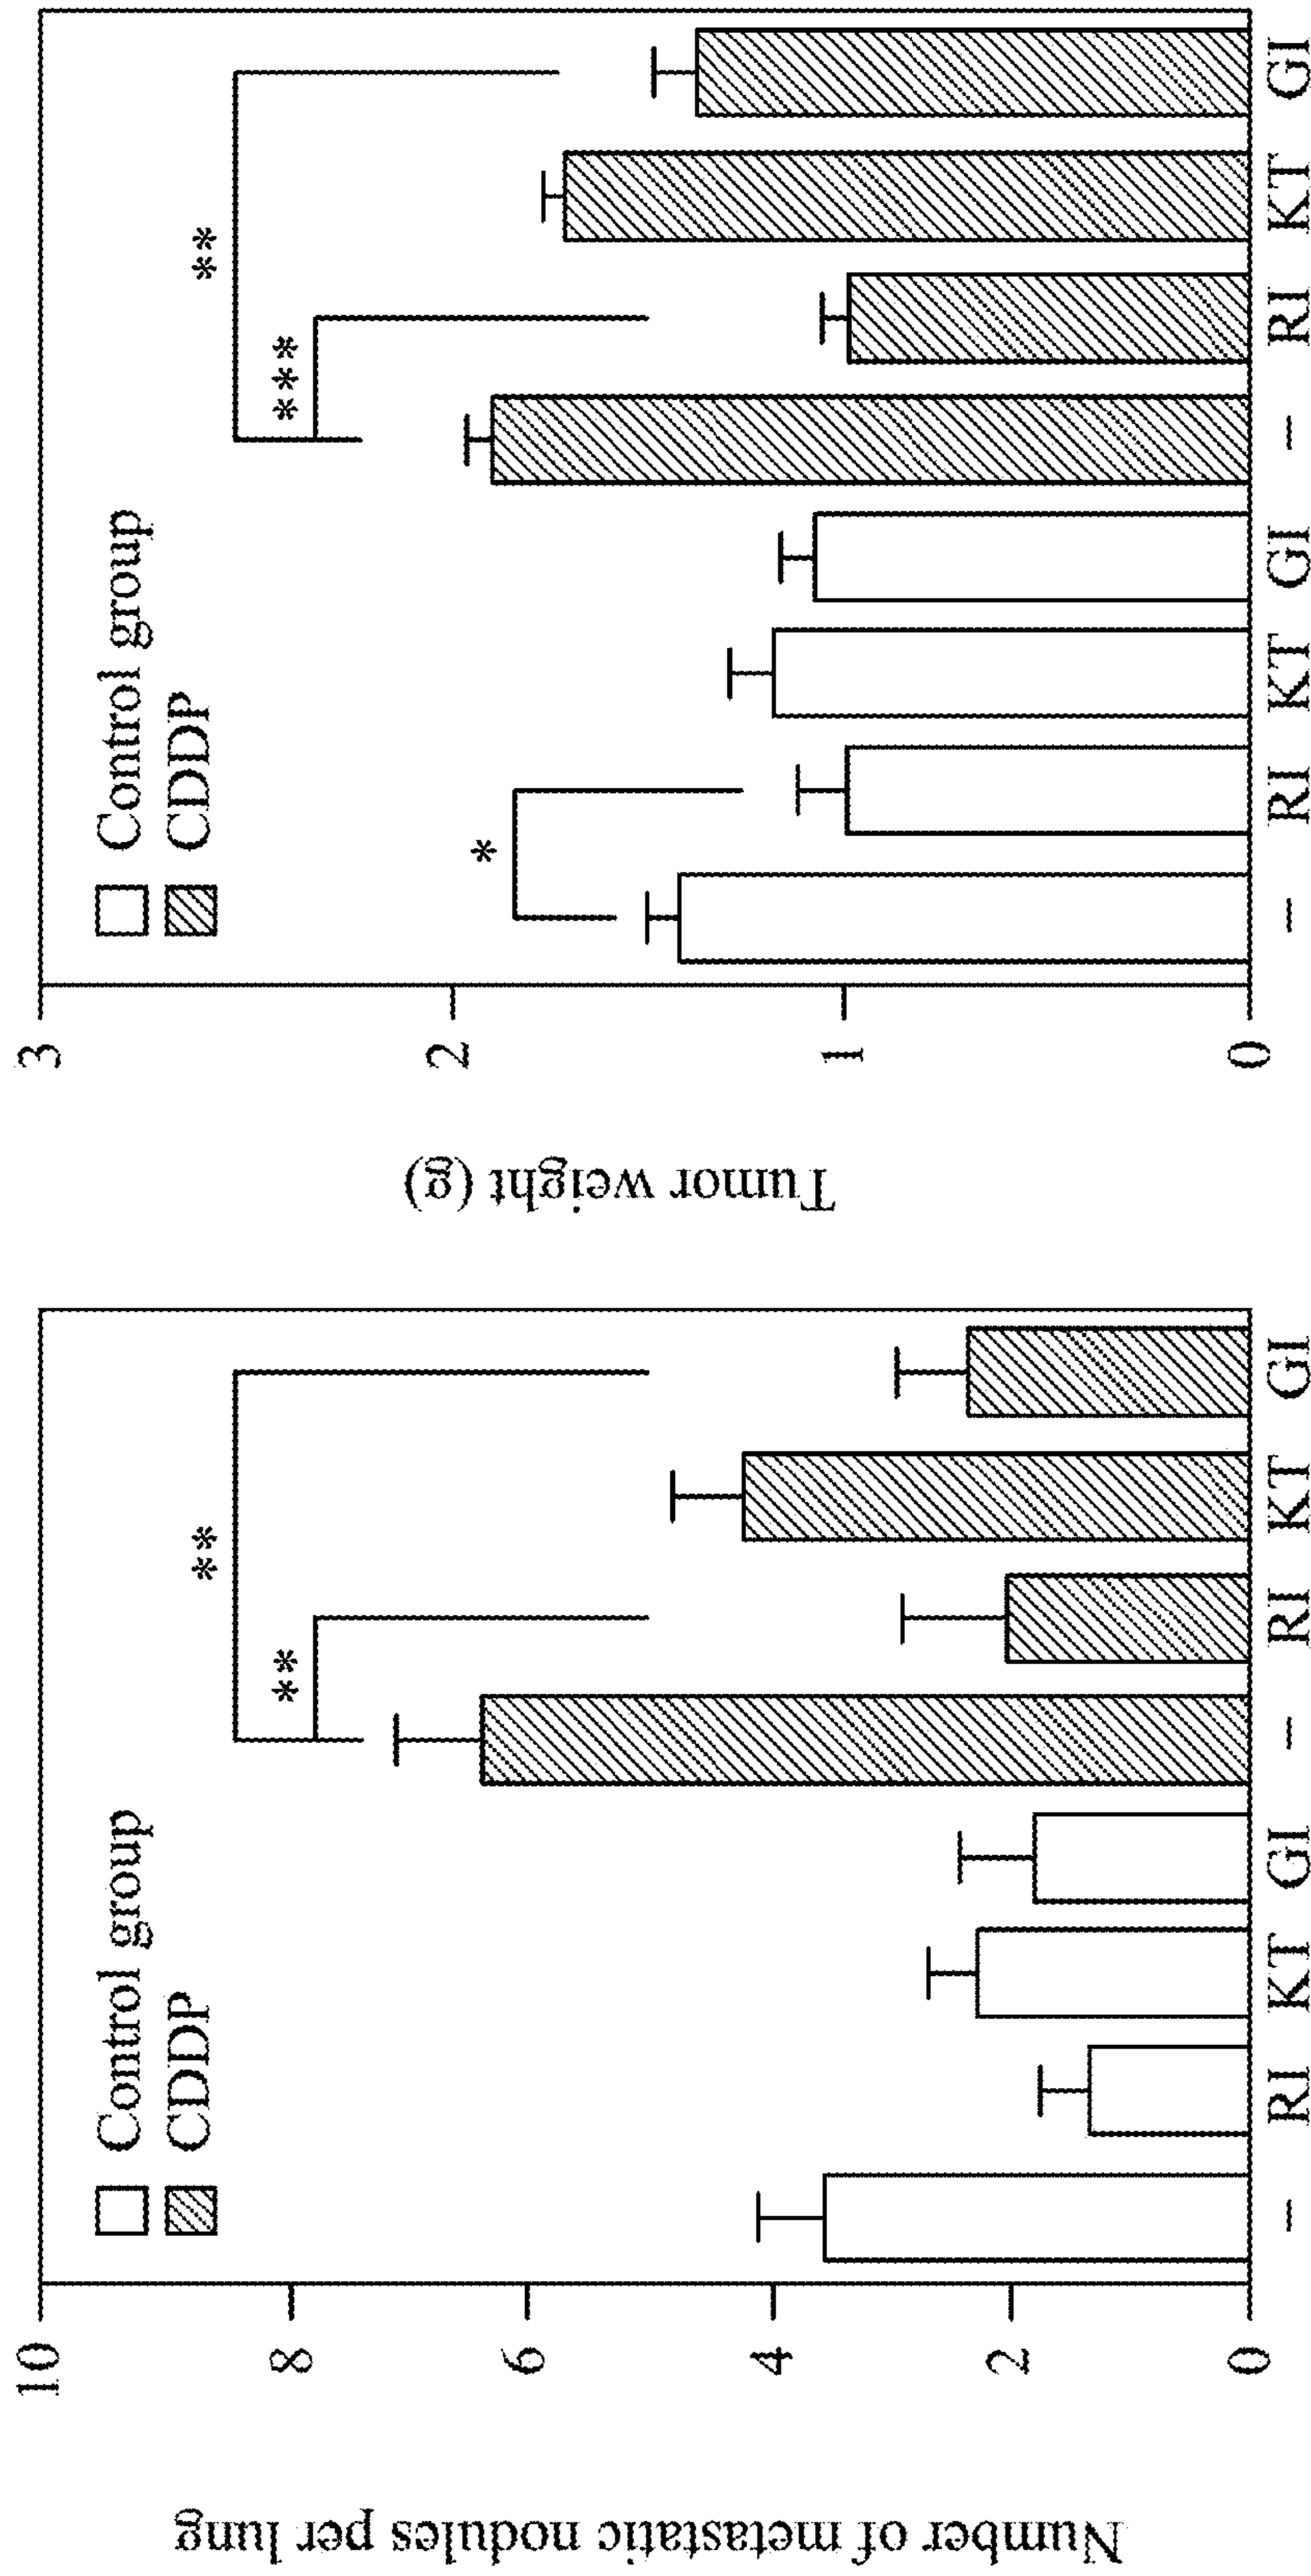 Number of metastatic nodules per lung
10
8
6
4
2
0
Control group
CDDP
**
**
– RI KT GI – RI KT GI
Tumor weight (g)
3
2
1
0
Control group
CDDP
*
***
**
– RI KT GI – RI KT GI